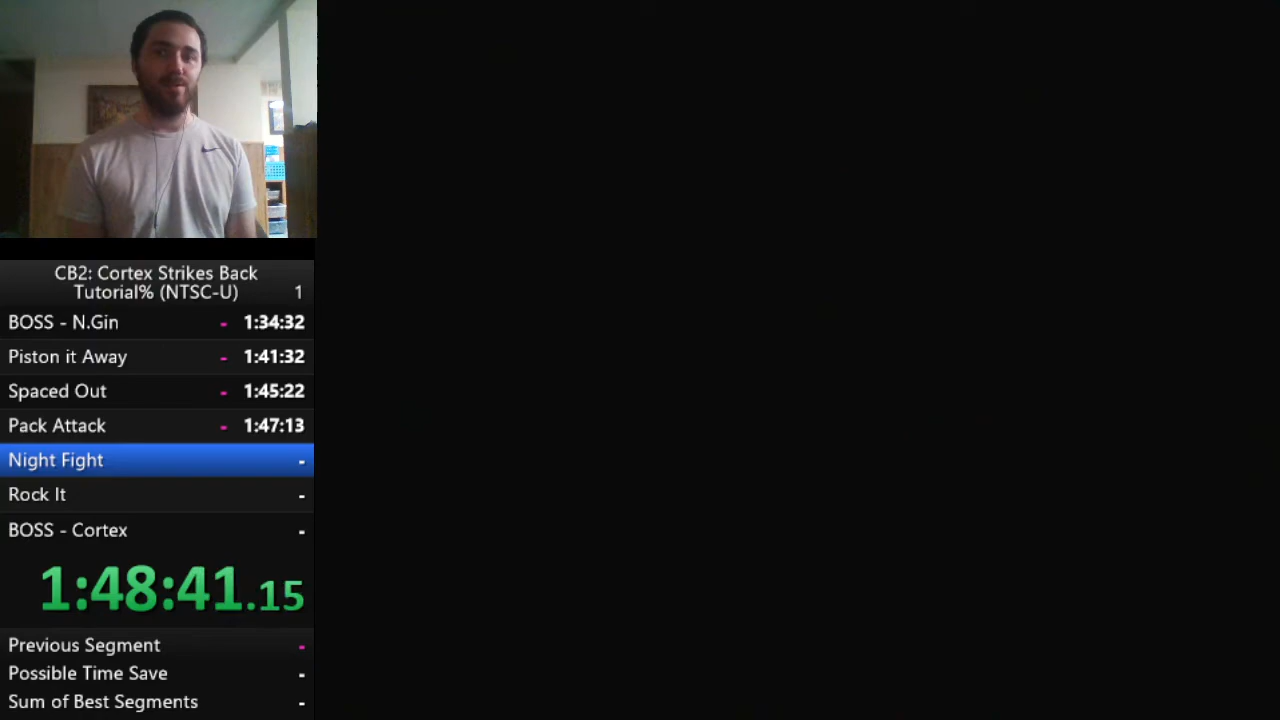 CB2: Cortex Strikes Back
Tutorial% (NTSC-U) 1
BOSS - N.Gin - 1:34:32
Piston it Away - 1:41:32
Spaced Out - 1:45:22
Pack Attack - 1:47:13
Night Fight -
Rock It -
BOSS - Cortex -
1:48:41.15
Previous Segment -
Possible Time Save -
Sum of Best Segments -